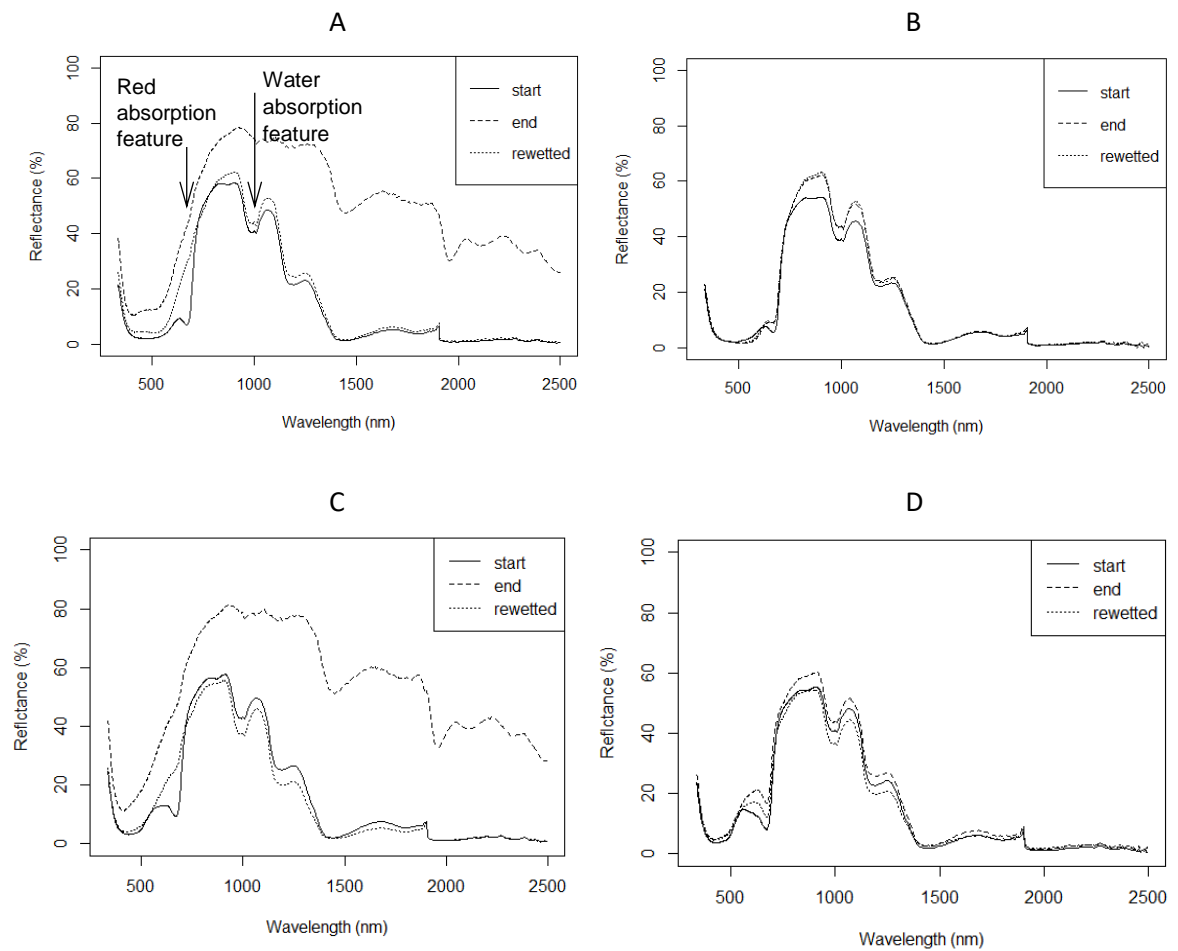 A
Red
absorption
feature
Water
absorption
feature
start
end
rewetted
100
80
60
40
20
0
Reflectance (%)
500
1000
1500
2000
2500
Wavelength (nm)
B
start
end
rewetted
100
80
60
40
20
0
Reflectance (%)
500
1000
1500
2000
2500
Wavelength (nm)
C
start
end
rewetted
100
80
60
40
20
0
Reflctance (%)
500
1000
1500
2000
2500
Wavelength (nm)
D
start
end
rewetted
100
80
60
40
20
0
Reflctance (%)
500
1000
1500
2000
2500
Wavelength (nm)